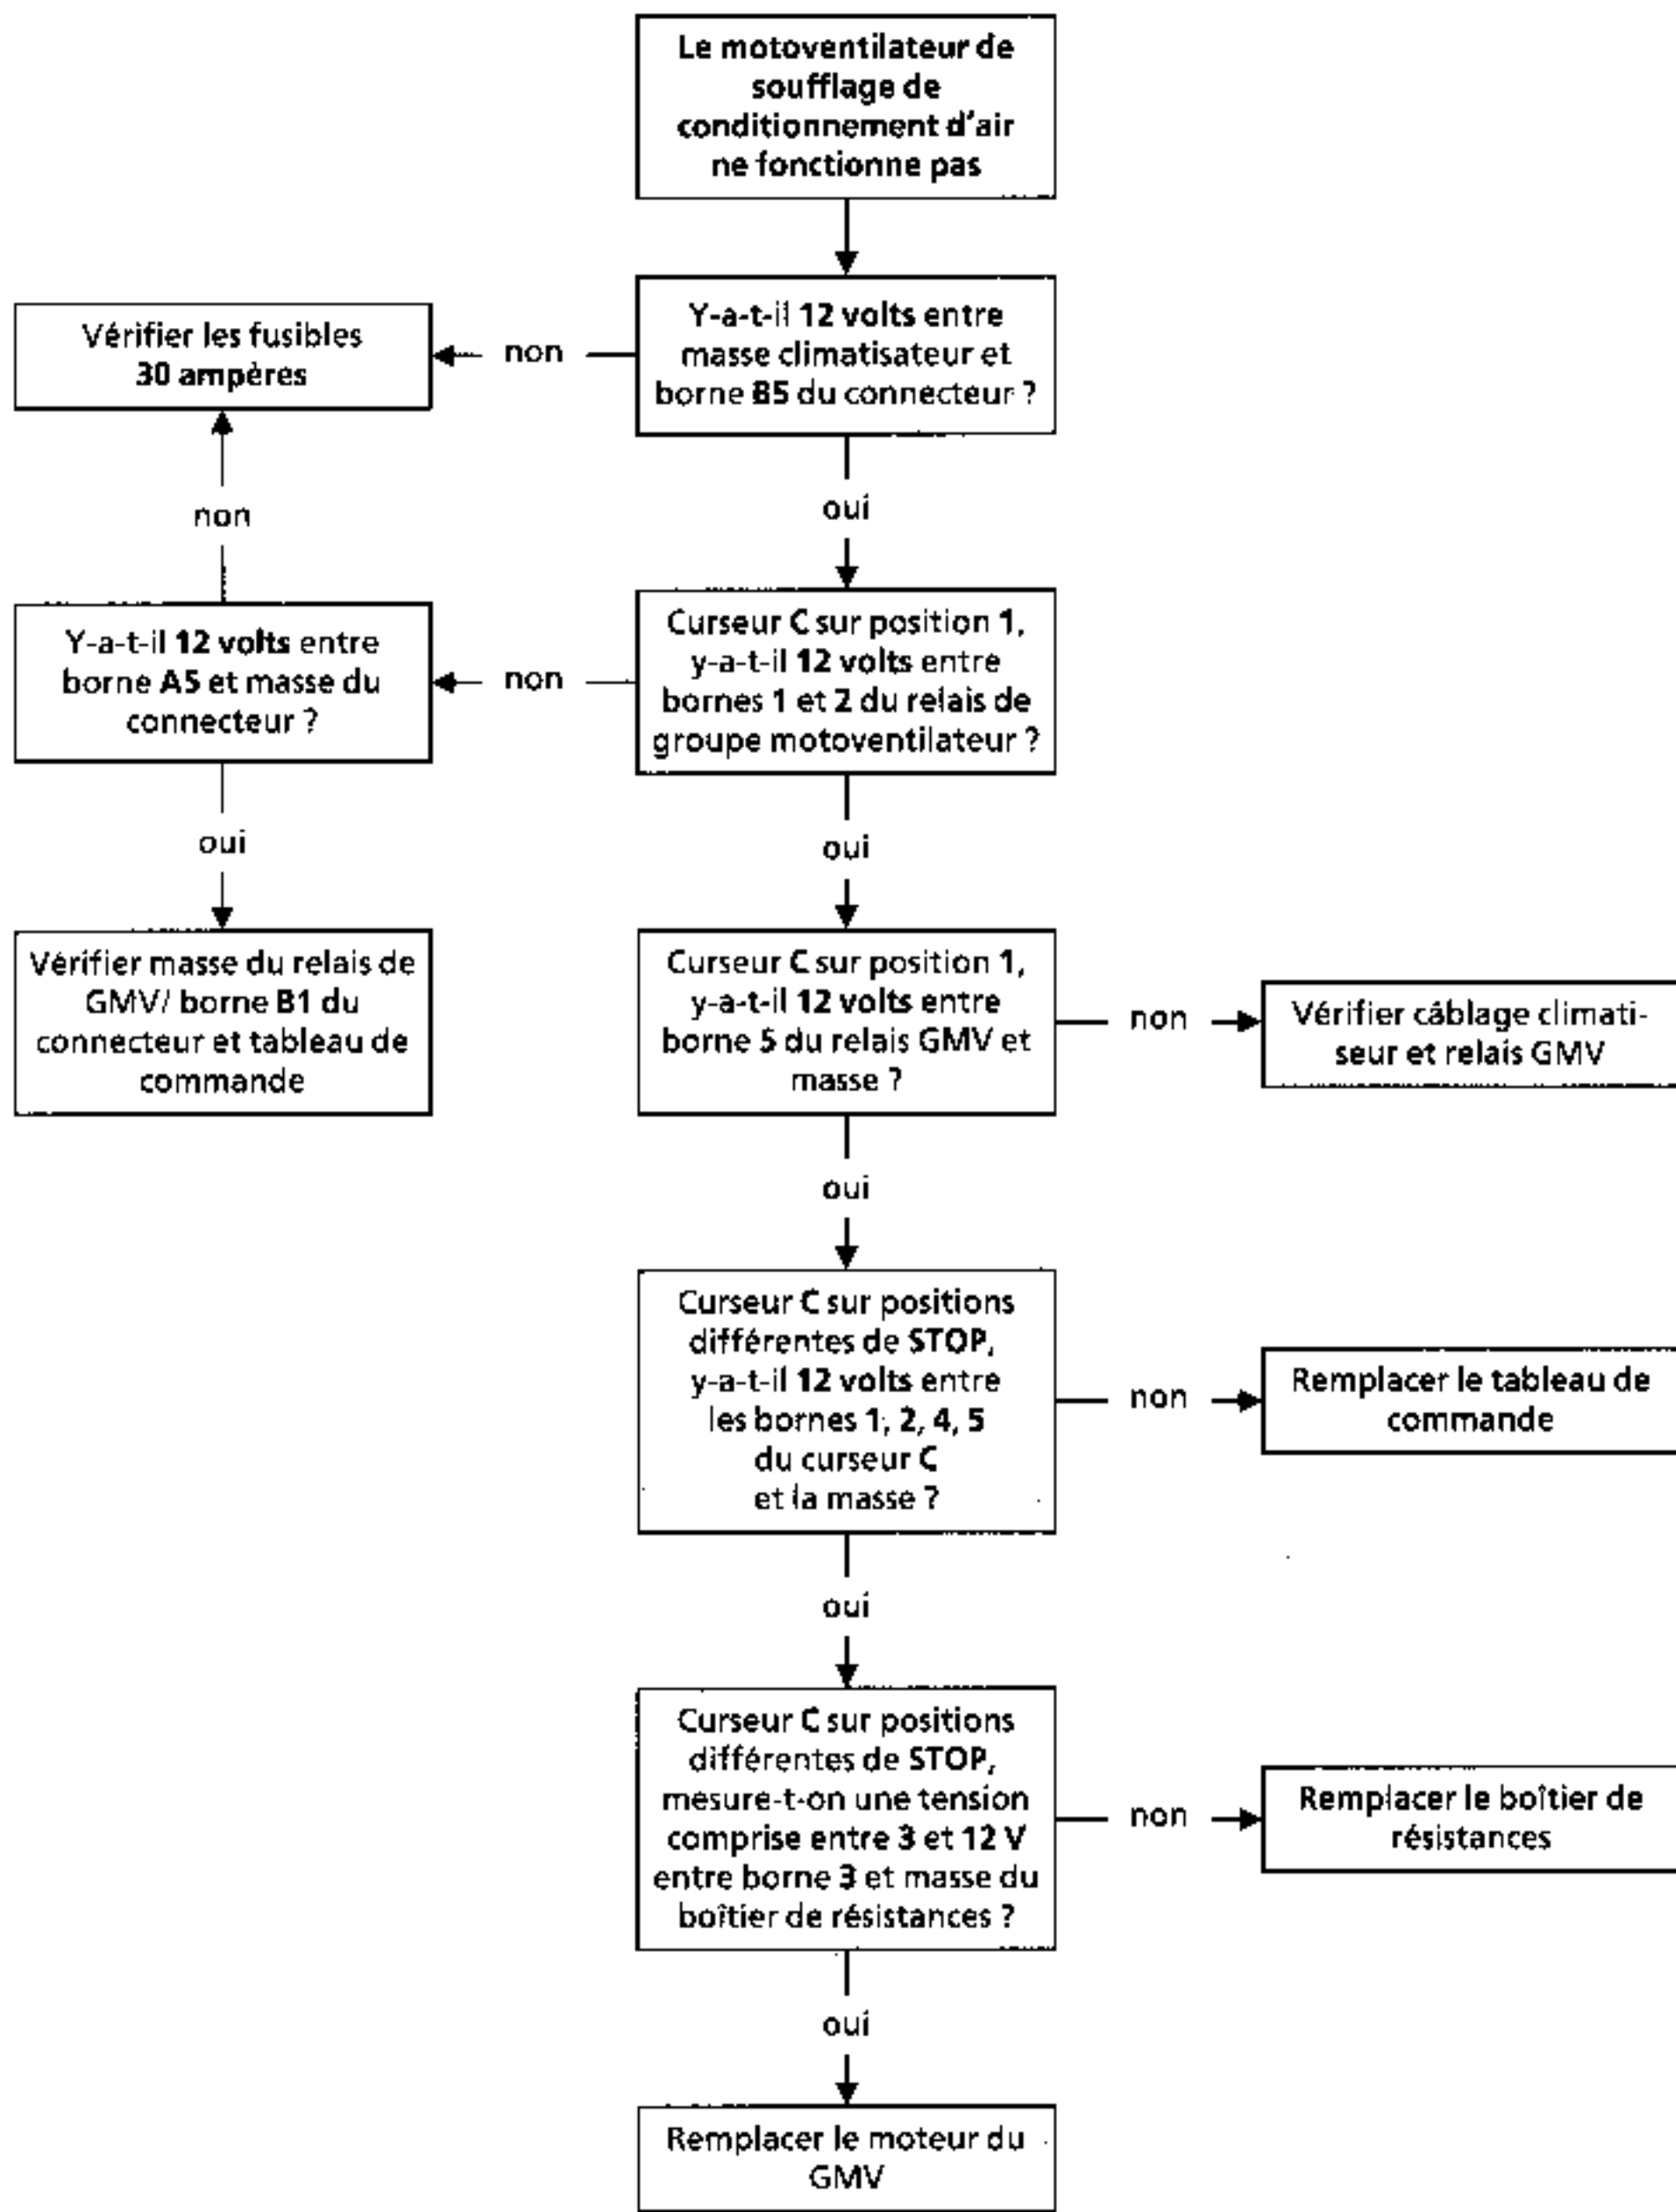 Le motoventilateur de
soufflage de
conditionnement d'air
ne fonctionne pas
Y-a-t-il 12 volts entre
masse climatisateur et
borne B5 du connecteur ?
non
Vérifier les fusibles
30 ampères
oui
non
Curseur C sur position 1,
y-a-t-il 12 volts entre
bornes 1 et 2 du relais de
groupe motoventilateur ?
non
Y-a-t-il 12 volts entre
borne A5 et masse du
connecteur ?
oui
oui
Vérifier masse du relais de
GMV/ borne B1 du
connecteur et tableau de
commande
Curseur C sur position 1,
y-a-t-il 12 volts entre
borne 5 du relais GMV et
masse ?
non
Vérifier câblage climati-
seur et relais GMV
oui
Curseur C sur positions
différentes de STOP,
y-a-t-il 12 volts entre
les bornes 1, 2, 4, 5
du curseur C
et la masse ?
non
Remplacer le tableau de
commande
oui
Curseur C sur positions
différentes de STOP,
mesure-t-on une tension
comprise entre 3 et 12 V
entre borne 3 et masse du
boîtier de résistances ?
non
Remplacer le boîtier de
résistances
oui
Remplacer le moteur du
GMV